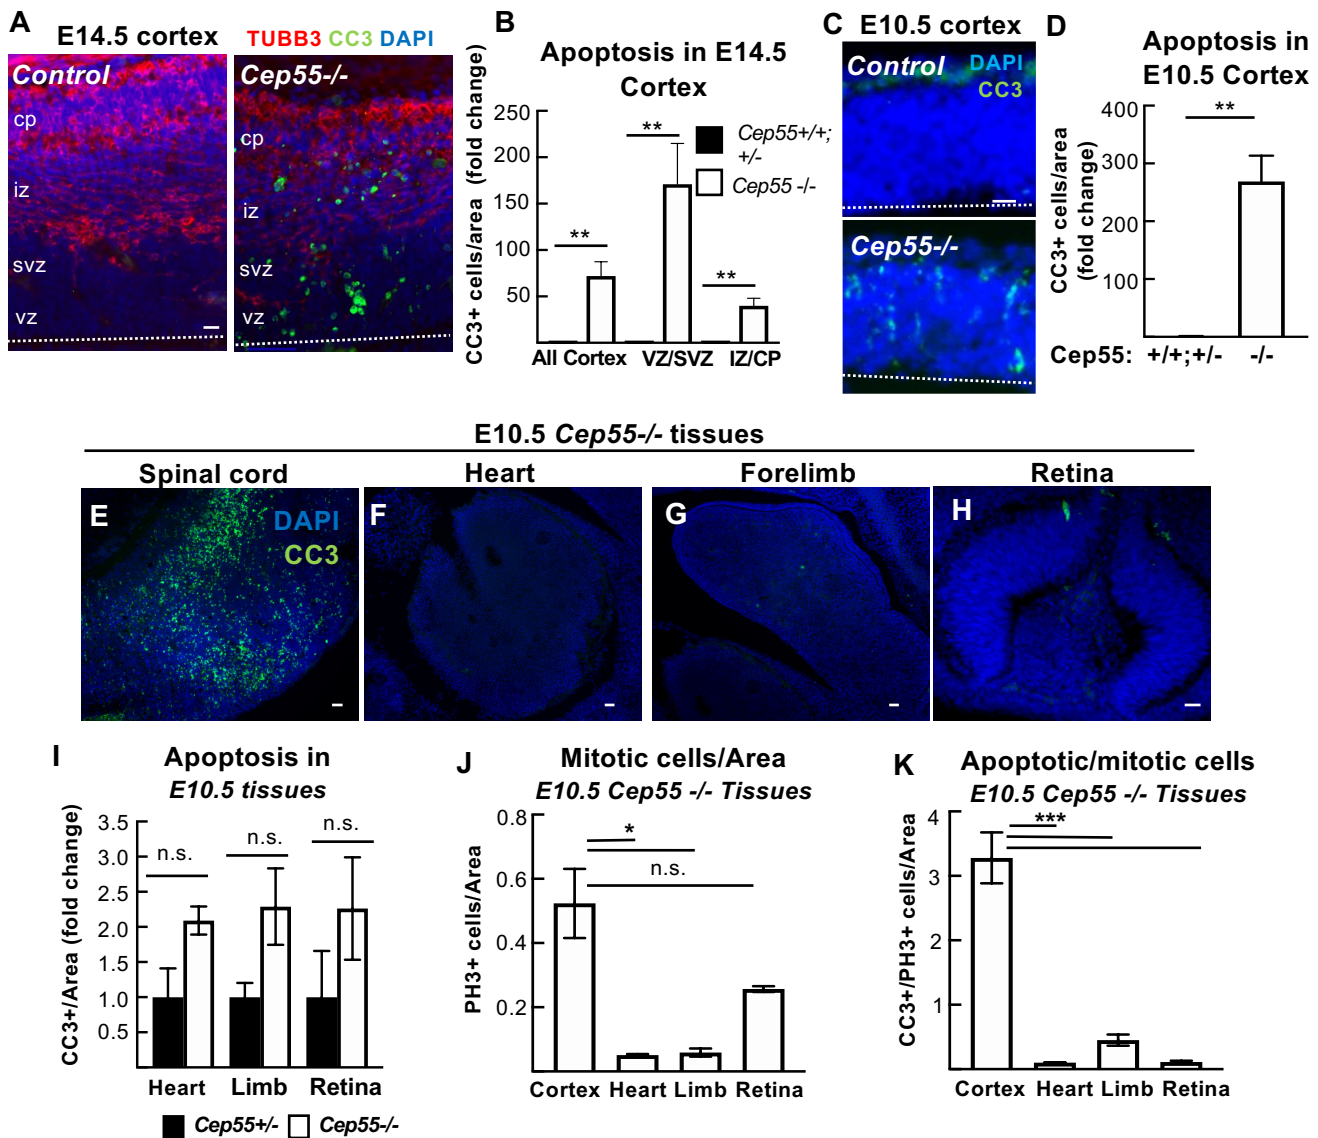 A
E14.5 cortex
TUBB3 CC3 DAPI
Control
cp
iz
svz
vz
Cep55-/-
cp
iz
svz
vz
B
Apoptosis in E14.5
Cortex
CC3+ cells/area (fold change)
250
200
150
100
50
All Cortex VZ/SVZ IZ/CP
**
**
**
Cep55+/+;
+/-
Cep55 -/-
C
E10.5 cortex
Control
DAPI
CC3
Cep55-/-
D
Apoptosis in
E10.5 Cortex
CC3+ cells/area
(fold change)
400
300
200
100
**
Cep55: +/+;+/- -/-
E10.5 Cep55-/- tissues
Spinal cord
Heart
Forelimb
Retina
E
DAPI
CC3
F
G
H
I
Apoptosis in
E10.5 tissues
CC3+/Area (fold change)
3.5
3.0
2.5
2.0
1.5
1.0
0.5
n.s.
n.s.
n.s.
Heart Limb Retina
Cep55+/- Cep55-/-
J
Mitotic cells/Area
E10.5 Cep55 -/- Tissues
PH3+ cells/Area
0.8
0.6
0.4
0.2
*
n.s.
Cortex Heart Limb Retina
K
Apoptotic/mitotic cells
E10.5 Cep55 -/- Tissues
CC3+/PH3+ cells/Area
4
3
3
1
***
Cortex Heart Limb Retina